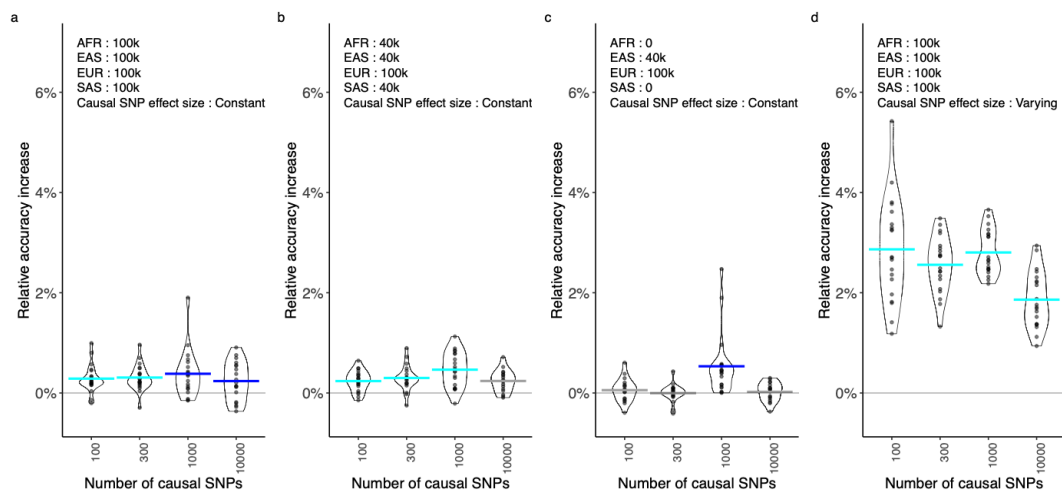 a
AFR : 100k
EAS : 100k
EUR : 100k
SAS : 100k
Causal SNP effect size : Constant
Relative accuracy increase
6%
4%
2%
0%
100
300
1000
10000
Number of causal SNPs
b
AFR : 40k
EAS : 40k
EUR : 100k
SAS : 40k
Causal SNP effect size : Constant
Relative accuracy increase
6%
4%
2%
0%
100
300
1000
10000
Number of causal SNPs
c
AFR : 0
EAS : 40k
EUR : 100k
SAS : 0
Causal SNP effect size : Constant
Relative accuracy increase
6%
4%
2%
0%
100
300
1000
10000
Number of causal SNPs
d
AFR : 100k
EAS : 100k
EUR : 100k
SAS : 100k
Causal SNP effect size : Varying
Relative accuracy increase
6%
4%
2%
0%
100
300
1000
10000
Number of causal SNPs